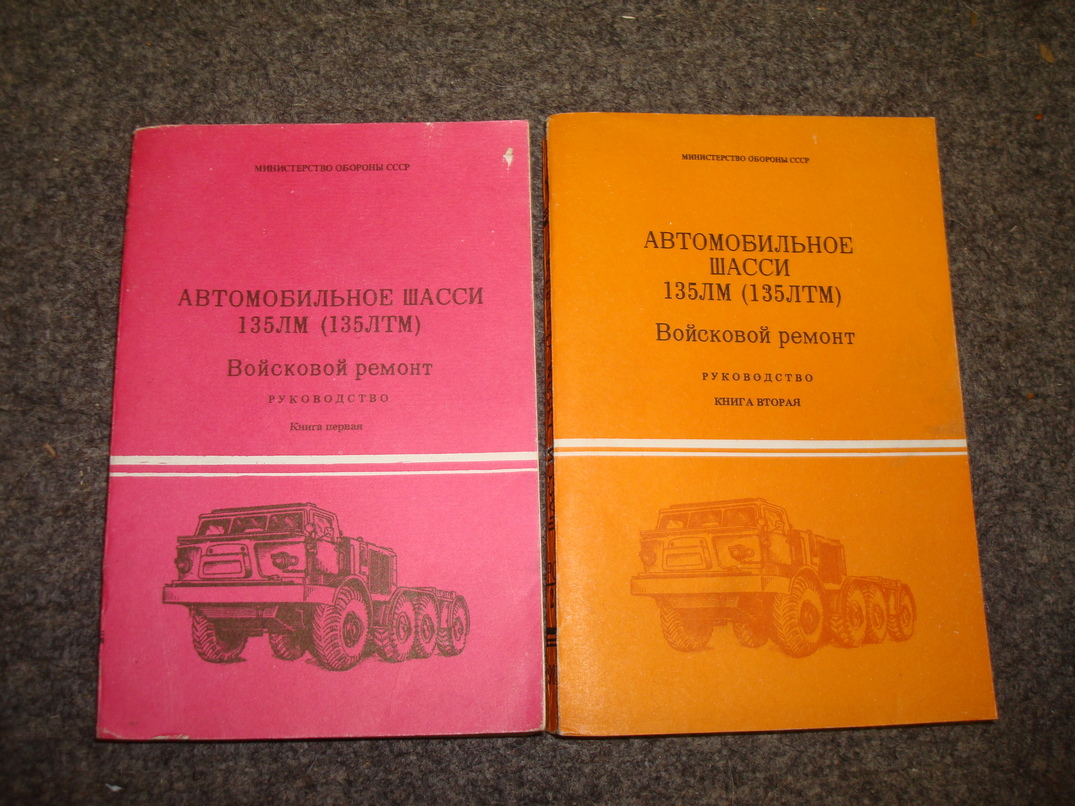 МИНИСТЕРСТВО ОБОРОНЫ СССР
АВТОМОБИЛЬНОЕ ШАССИ
135ЛМ (135ЛТМ)
Войсковой ремонт
РУКОВОДСТВО
Книга первая
МИНИСТЕРСТВО ОБОРОНЫ СССР
АВТОМОБИЛЬНОЕ
ШАССИ
135ЛМ (135ЛТМ)
Войсковой ремонт
РУКОВОДСТВО
КНИГА ВТОРАЯ